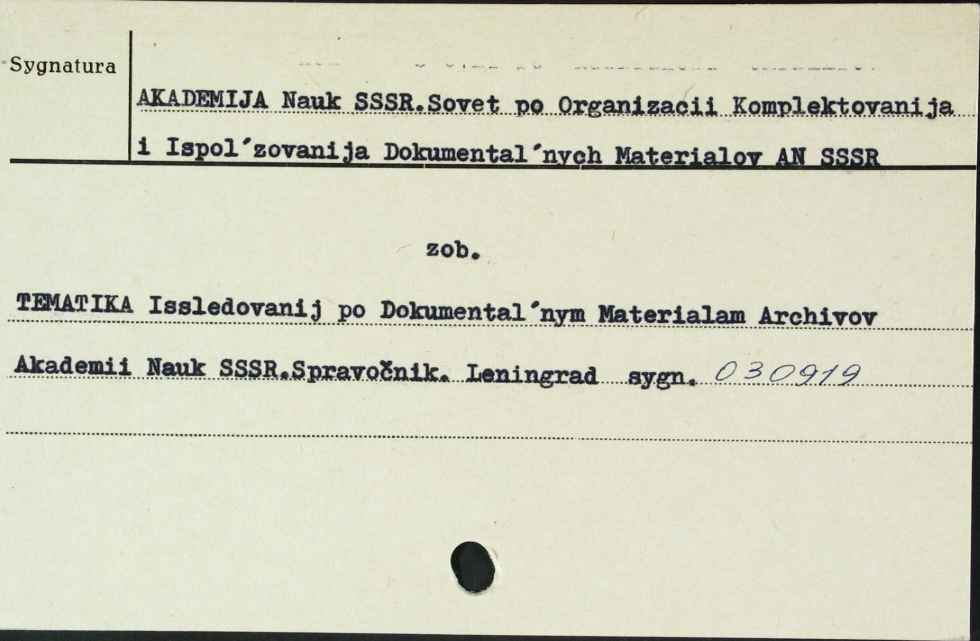 Sygnatura
AKADEMIJA Nauk SSSR.Sovet po Organizacii Komplektovanija
i Ispol´zovanija Dokumental´nych Materialov AN SSSR
zob.
TEMATIKA Issledovanij po Dokumental´nym Materialam Archivov
Akademii Nauk SSSR.Spravočnik. Leningrad sygn. 030919